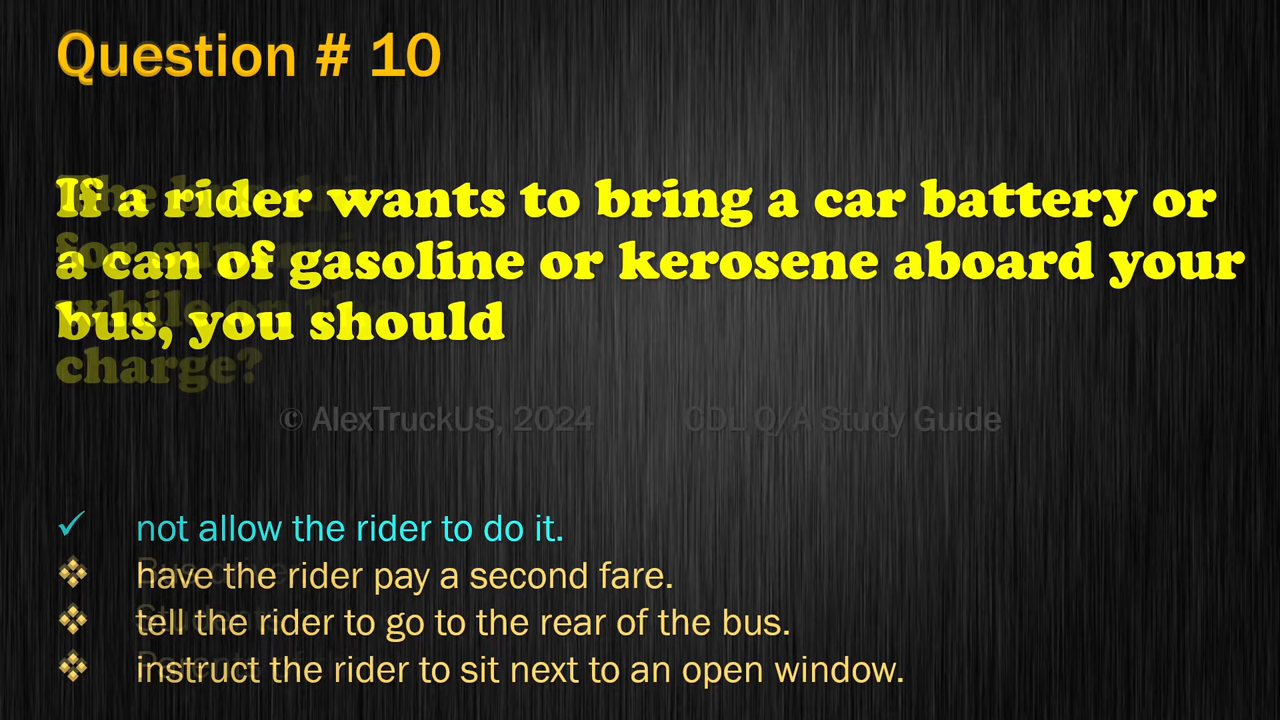 Question # 10
If a rider wants to bring a car battery or
a can of gasoline or kerosene aboard your
bus, you should
charge?
© AlexTruckUS, 2024 CDL Q/A Study Guide
✓ not allow the rider to do it.
❖ have the rider pay a second fare.
❖ tell the rider to go to the rear of the bus.
❖ instruct the rider to sit next to an open window.